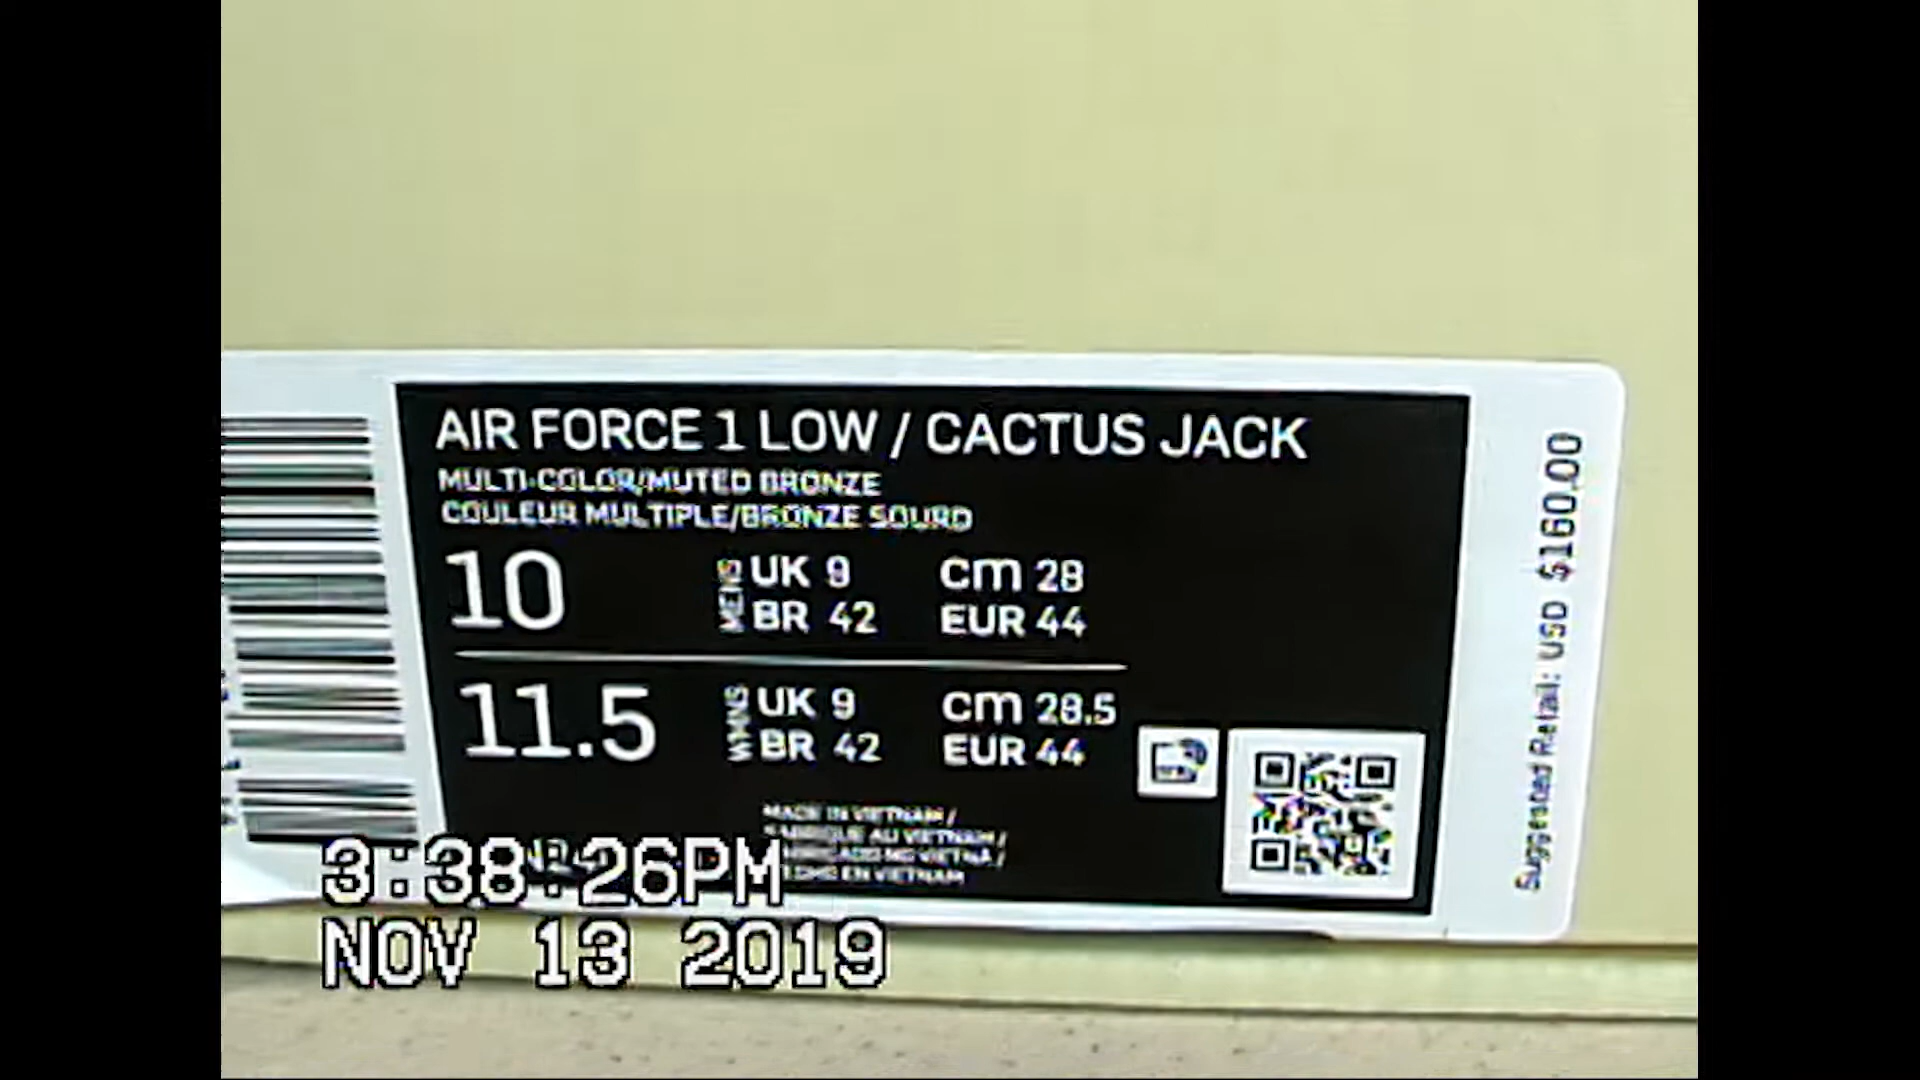 AIR FORCE 1 LOW / CACTUS JACK
MULTI-COLOR/MUTED BRONZE
COULEUR MULTIPLE/BRONZE SOURD
10 MENS UK 9 CM 28
BR 42 EUR 44
11.5 WMNS UK 9 CM 28.5
BR 42 EUR 44
MADE IN VIETNAM /
FABRIQUE AU VIETNAM /
EN VIETNAM
Suggested Retail: USD $160.00
3:38:26PM
NOV 13 2019